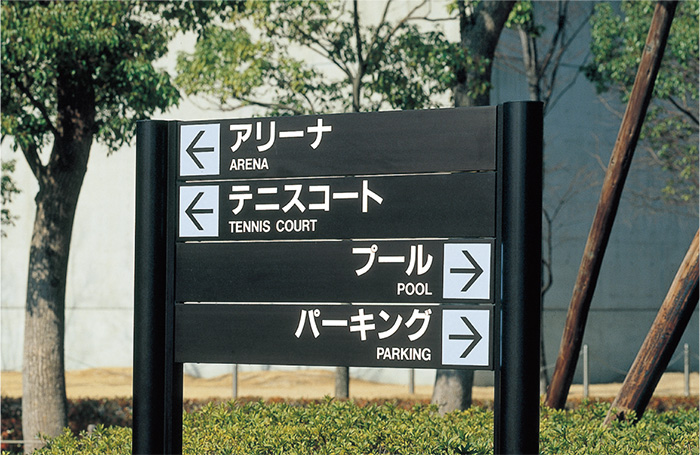 アリーナ
ARENA
テニスコート
TENNIS COURT
プール
POOL
パーキング
PARKING